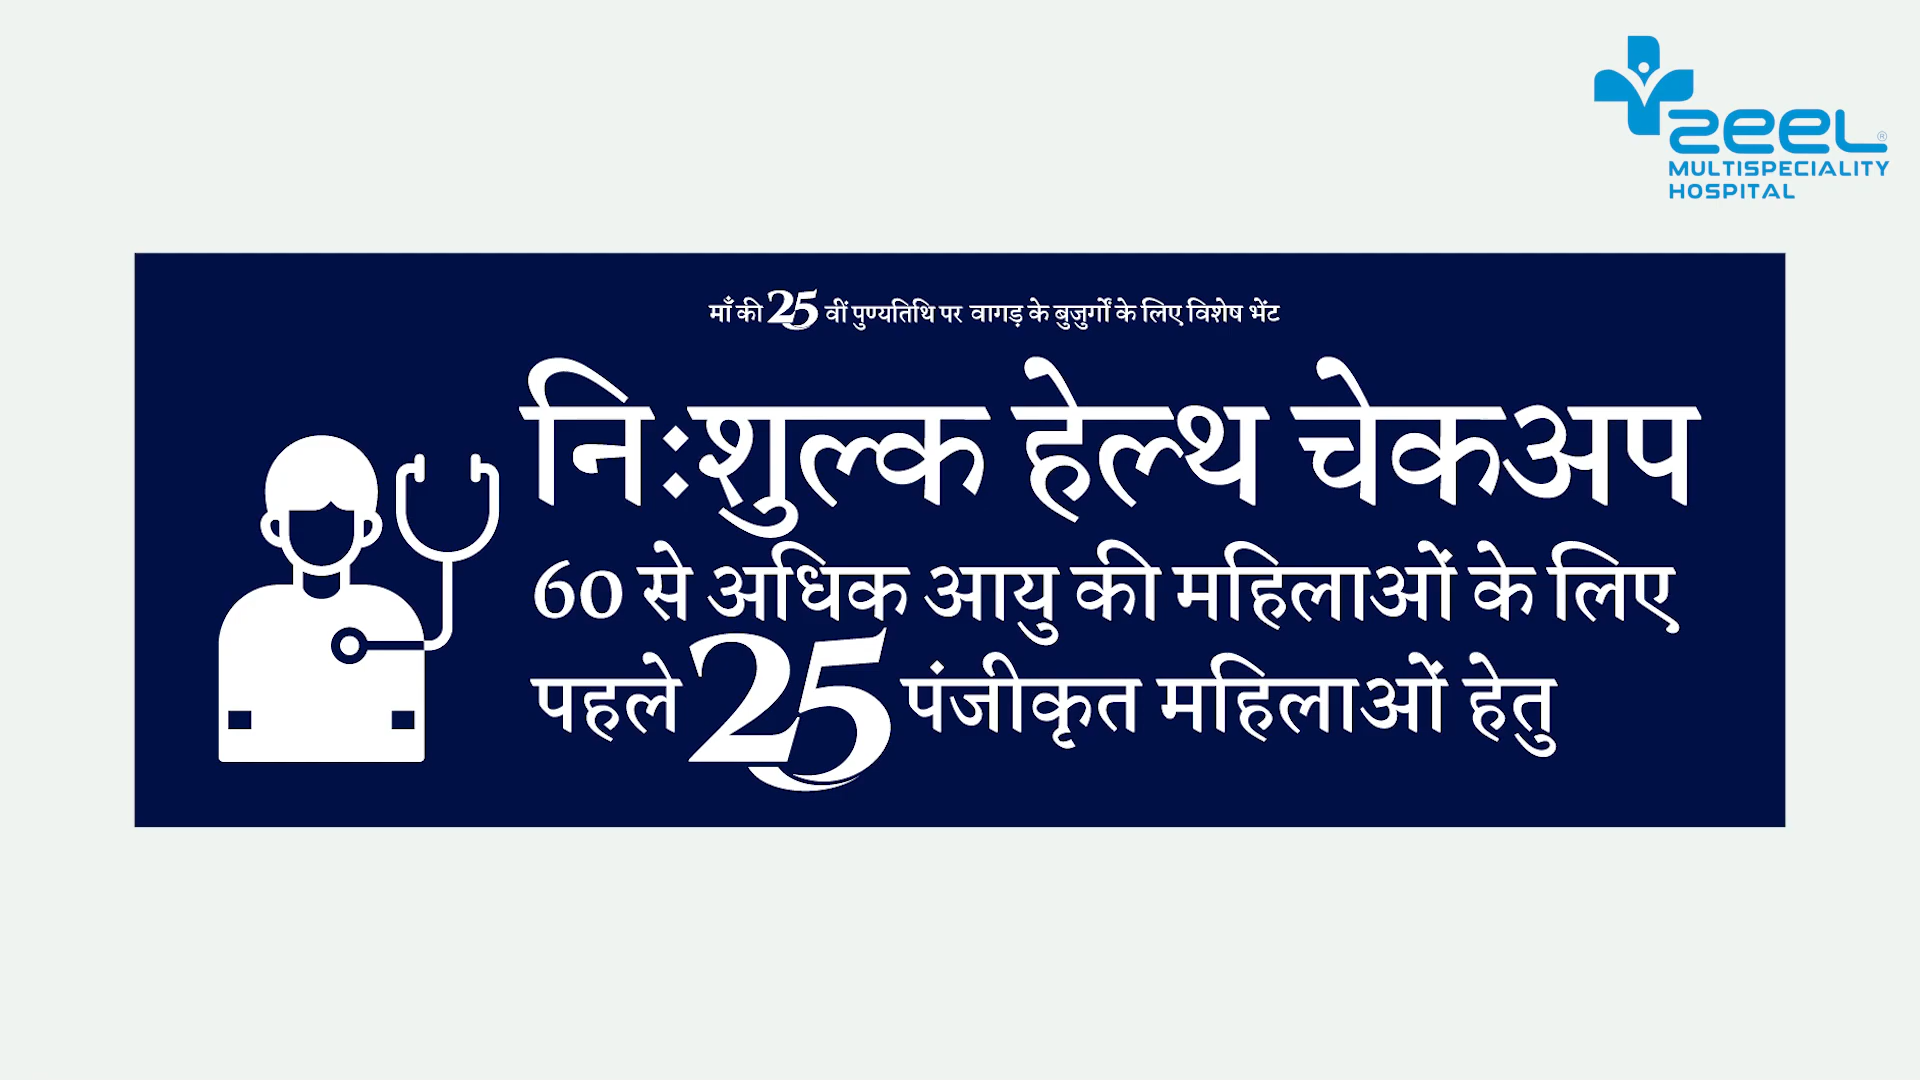 zeel®
MULTISPECIALITY
HOSPITAL
माँ की 25 वीं पुण्यतिथि पर वागड़ के बुजुर्गों के लिए विशेष भेंट
निःशुल्क हेल्थ चेकअप
60 से अधिक आयु की महिलाओं के लिए
पहले 25 पंजीकृत महिलाओं हेतु